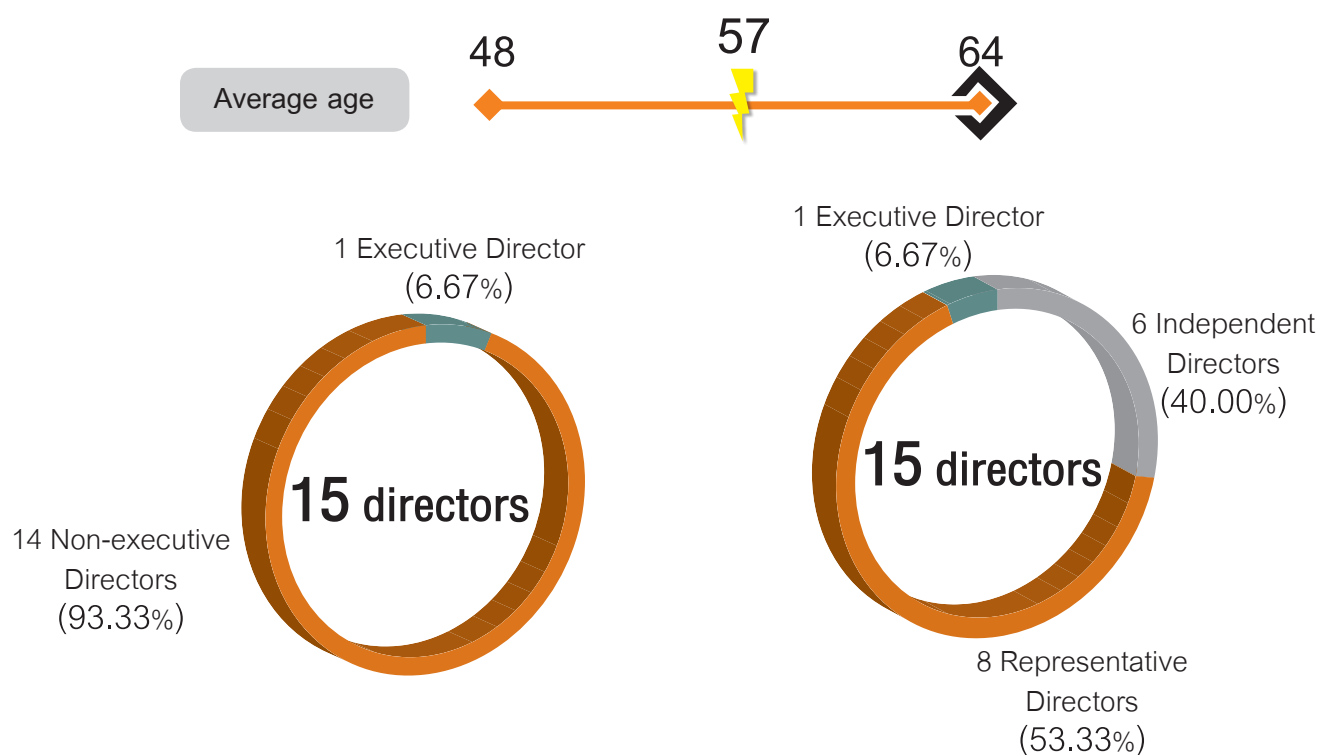 48
57
64
Average age
1 Executive Director
(6.67%)
14 Non-executive
Directors
(93.33%)
15 directors
1 Executive Director
(6.67%)
6 Independent
Directors
(40.00%)
15 directors
8 Representative
Directors
(53.33%)